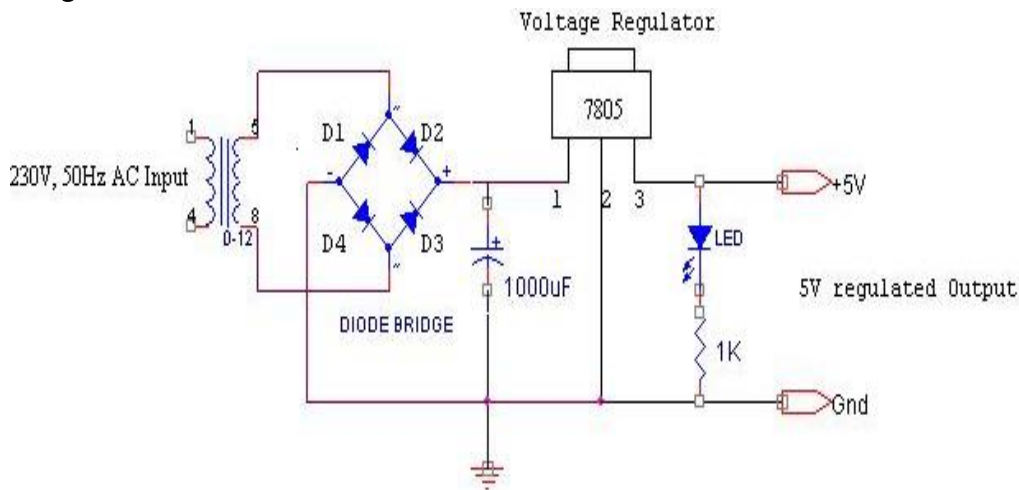 Voltage Regulator
7805
1
5
D1
D2
230V, 50Hz AC Input
-
+
1
2
3
+5V
4
8
0-12
D4
D3
+
LED
1000uF
5V regulated Output
DIODE BRIDGE
1K
Gnd